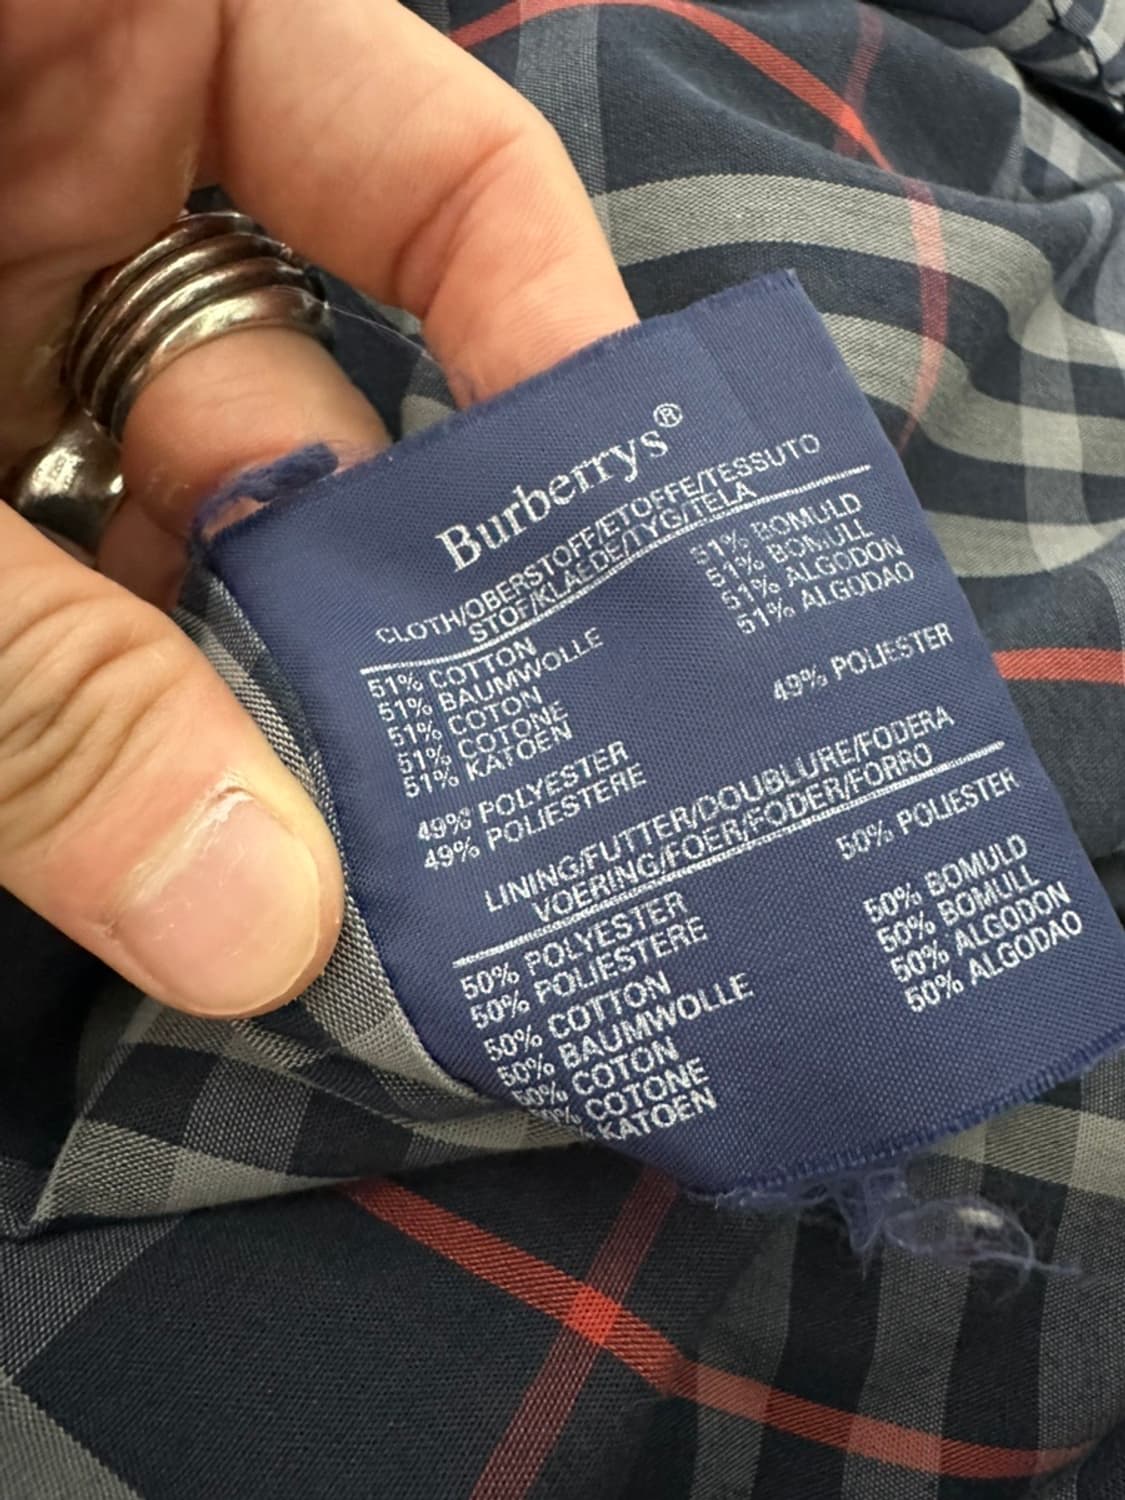 Burberrys®
CLOTH/OBERSTOFF/ETOFFE/TESSUTO
STOF/KLAEDE/TYG/TELA
51% COTTON
51% BAUMWOLLE
51% COTON
51% COTONE
51% KATOEN
49% POLYESTER
49% POLIESTERE
51% BOMULD
51% BOMULL
51% ALGODON
51% ALGODAO
49% POLIESTER
LINING/FUTTER/DOUBLURE/FODERA
VOERING/FOER/FODER/FORRO
50% POLYESTER
50% POLIESTERE
50% COTTON
50% BAUMWOLLE
50% COTON
50% COTONE
KATOEN
50% POLIESTER
50% BOMULD
50% BOMULL
50% ALGODON
50% ALGODAO